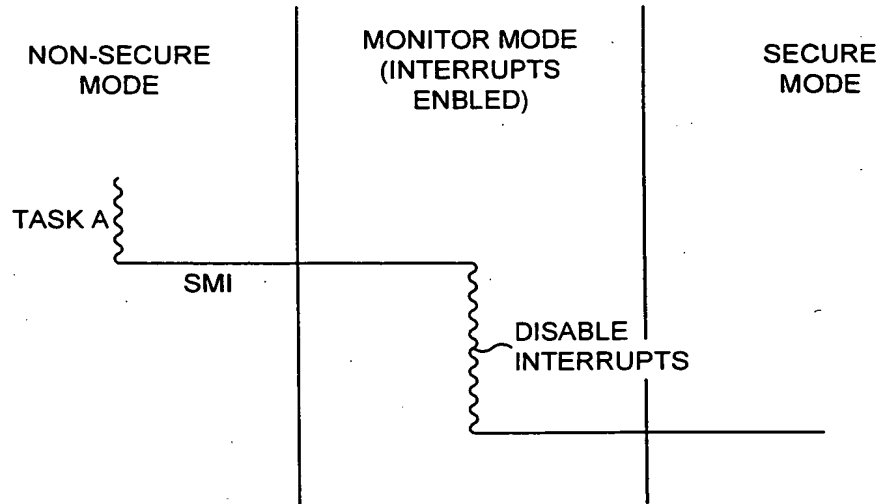 NON-SECURE
MODE
MONITOR MODE
(INTERRUPTS
ENBLED)
SECURE
MODE
TASK A
SMI
DISABLE
INTERRUPTS